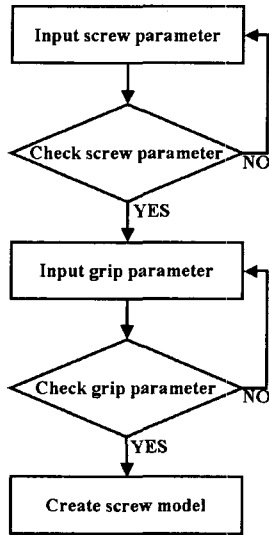 Input screw parameter
Check screw parameter
NO
YES
Input grip parameter
Check grip parameter
NO
YES
Create screw model